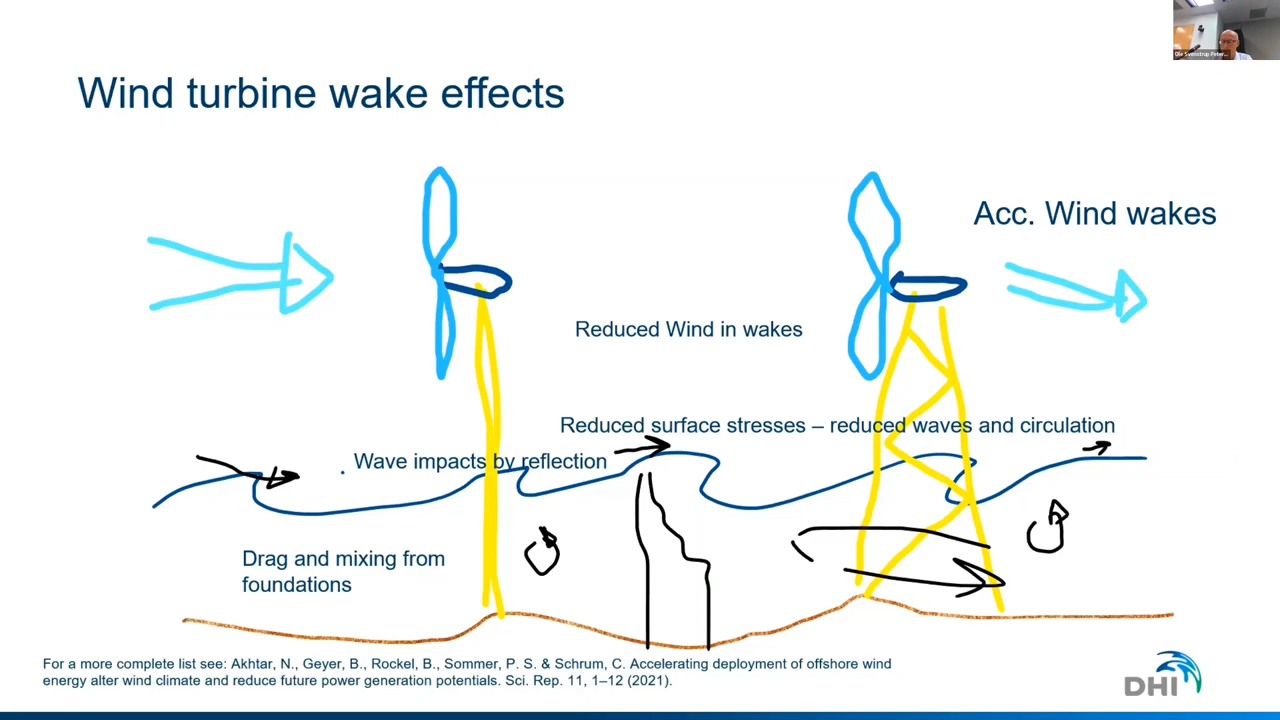 Ole Svenstrup Peter...
Wind turbine wake effects
Acc. Wind wakes
Reduced Wind in wakes
Reduced surface stresses – reduced waves and circulation
Wave impacts by reflection
Drag and mixing from
foundations
For a more complete list see: Akhtar, N., Geyer, B., Rockel, B., Sommer, P. S. & Schrum, C. Accelerating deployment of offshore wind
energy alter wind climate and reduce future power generation potentials. Sci. Rep. 11, 1–12 (2021).
DHI